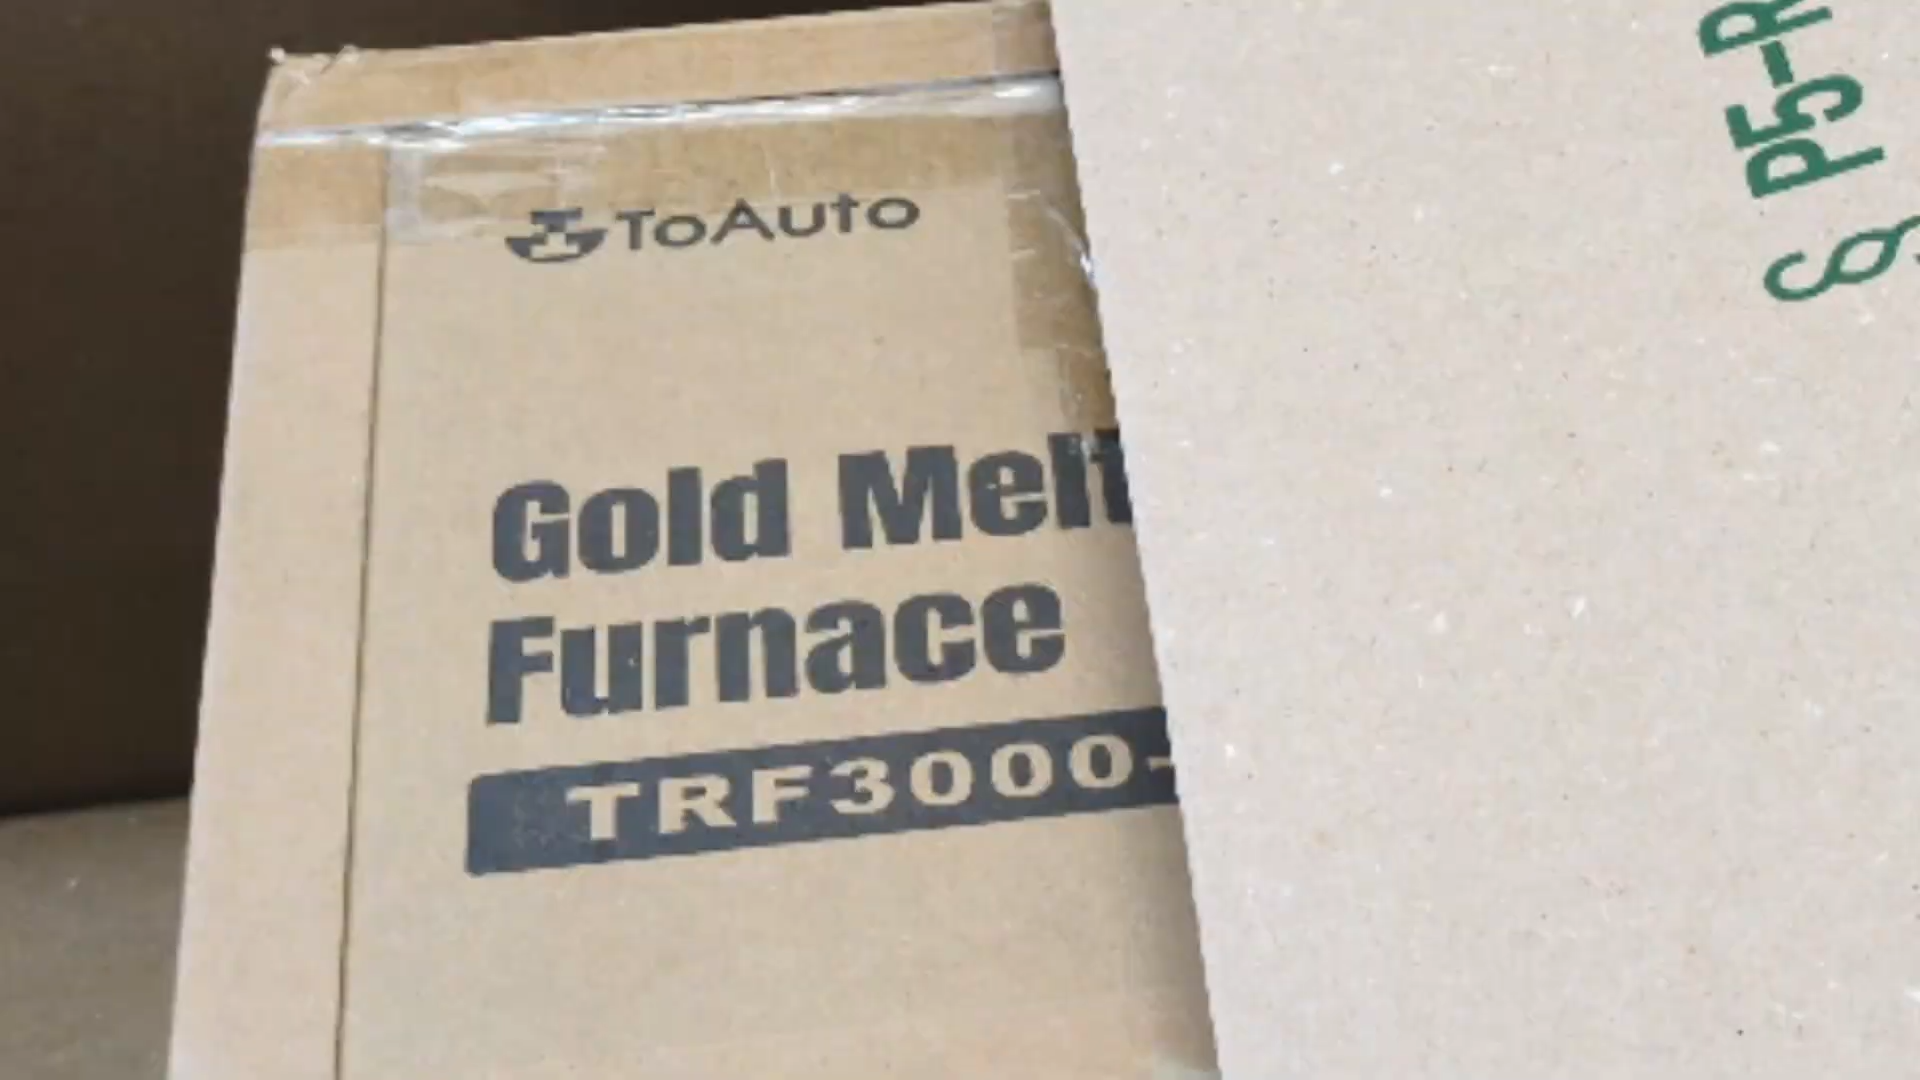 ToAuto
Gold Melt
Furnace
TRF3000-
P5-R